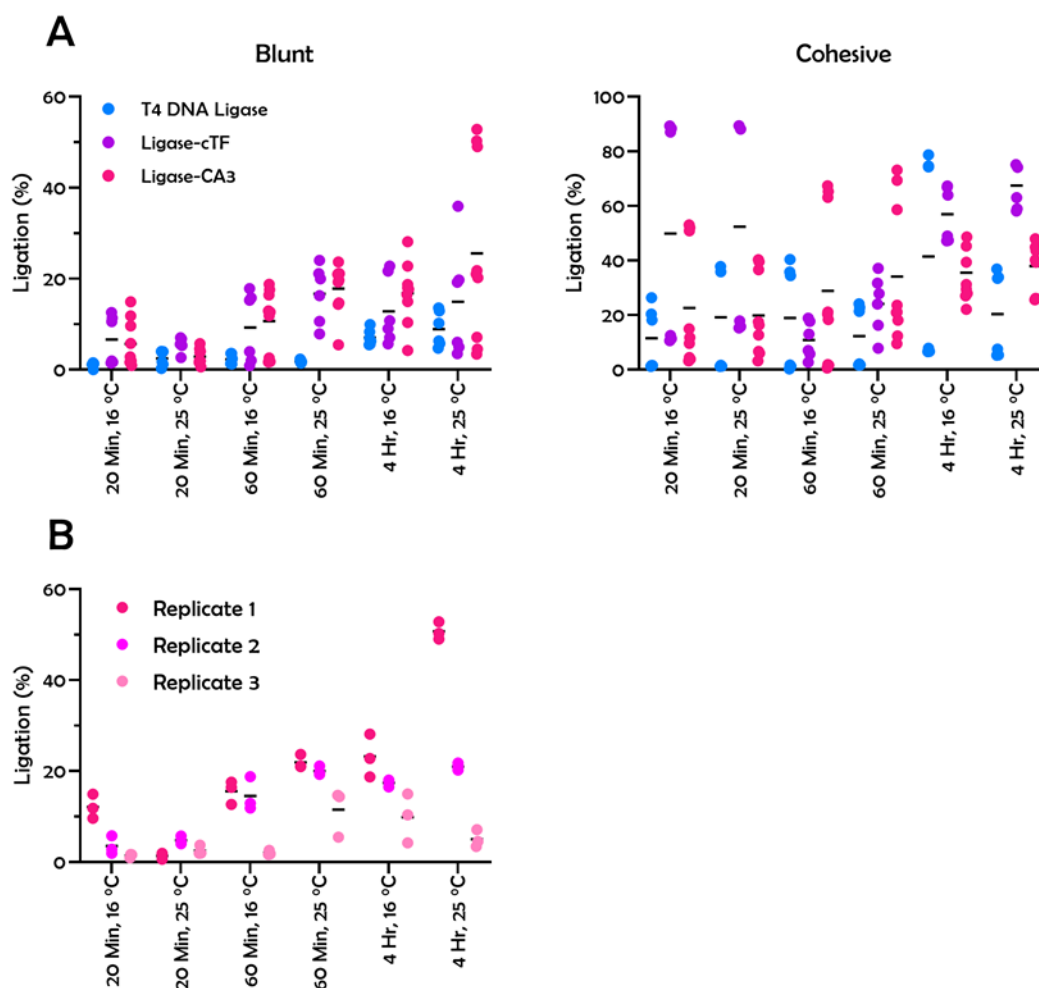 A
Blunt
Cohesive
Ligation (%)
60
40
20
0
T4 DNA Ligase
Ligase-cTF
Ligase-CA3
20 Min, 16 °C
20 Min, 25 °C
60 Min, 16 °C
60 Min, 25 °C
4 Hr, 16 °C
4 Hr, 25 °C
Ligation (%)
100
80
60
40
20
0
20 Min, 16 °C
20 Min, 25 °C
60 Min, 16 °C
60 Min, 25 °C
4 Hr, 16 °C
4 Hr, 25 °C
B
Ligation (%)
60
40
20
0
Replicate 1
Replicate 2
Replicate 3
20 Min, 16 °C
20 Min, 25 °C
60 Min, 16 °C
60 Min, 25 °C
4 Hr, 16 °C
4 Hr, 25 °C